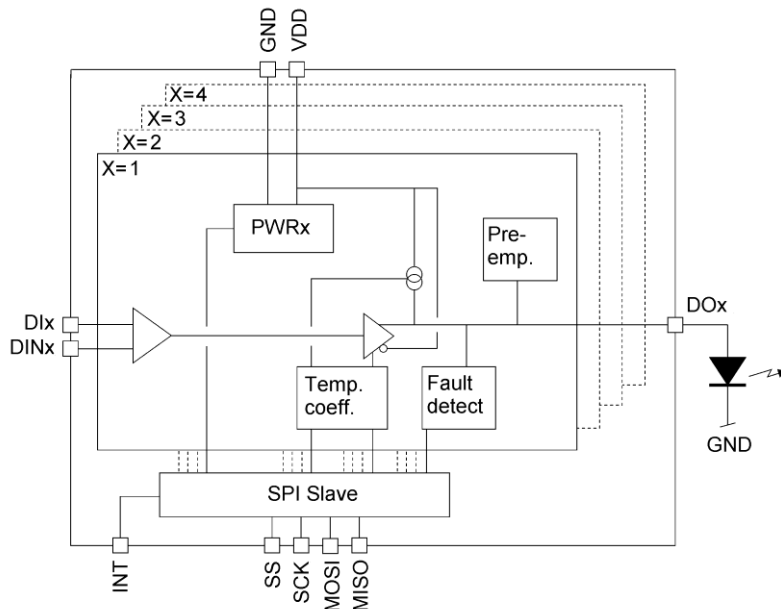 GND
VDD
X=4
X=3
X=2
X=1
PWRx
Pre-
emp.
DIx
DINx
DOx
Temp.
coeff.
Fault
detect
GND
SPI Slave
INT
SS
SCK
MOSI
MISO